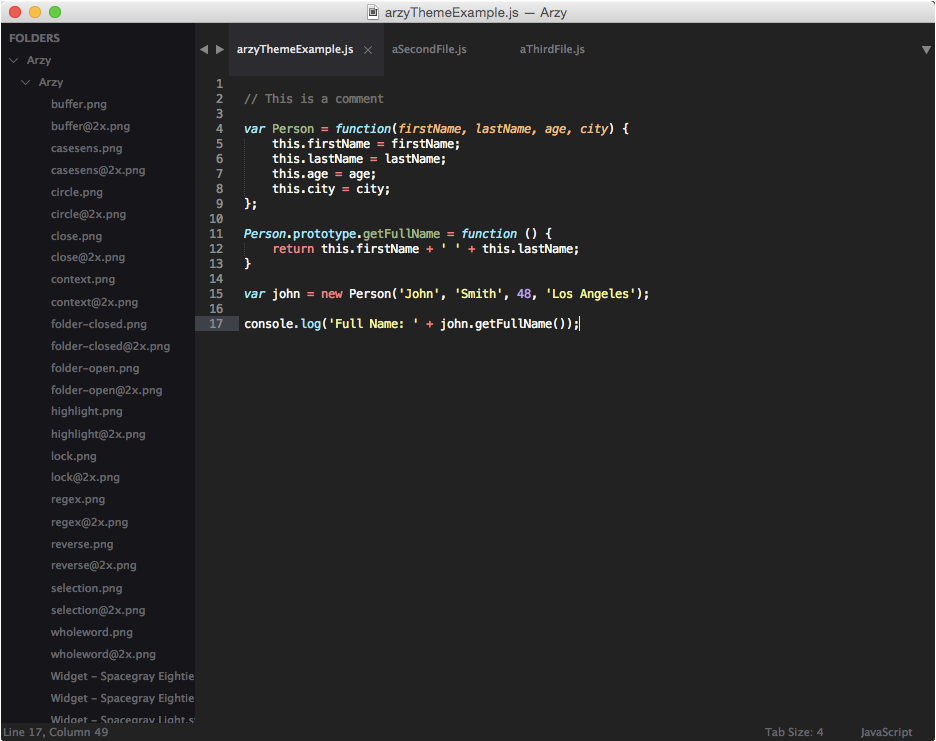 arzyThemeExample.js — Arzy
FOLDERS
Arzy
Arzy
buffer.png
buffer@2x.png
casesens.png
casesens@2x.png
circle.png
circle@2x.png
close.png
close@2x.png
context.png
context@2x.png
folder-closed.png
folder-closed@2x.png
folder-open.png
folder-open@2x.png
highlight.png
highlight@2x.png
lock.png
lock@2x.png
regex.png
regex@2x.png
reverse.png
reverse@2x.png
selection.png
selection@2x.png
wholeword.png
wholeword@2x.png
Widget – Spacegray Eightie
Widget – Spacegray Eightie
Widget – Spacegray Light.s
arzyThemeExample.js × aSecondFile.js aThirdFile.js
1
2 // This is a comment
3
4 var Person = function(firstName, lastName, age, city) {
5     this.firstName = firstName;
6     this.lastName = lastName;
7     this.age = age;
8     this.city = city;
9 };
10
11 Person.prototype.getFullName = function () {
12     return this.firstName + ' ' + this.lastName;
13 }
14
15 var john = new Person('John', 'Smith', 48, 'Los Angeles');
16
17 console.log('Full Name: ' + john.getFullName());
Line 17, Column 49 Tab Size: 4 JavaScript